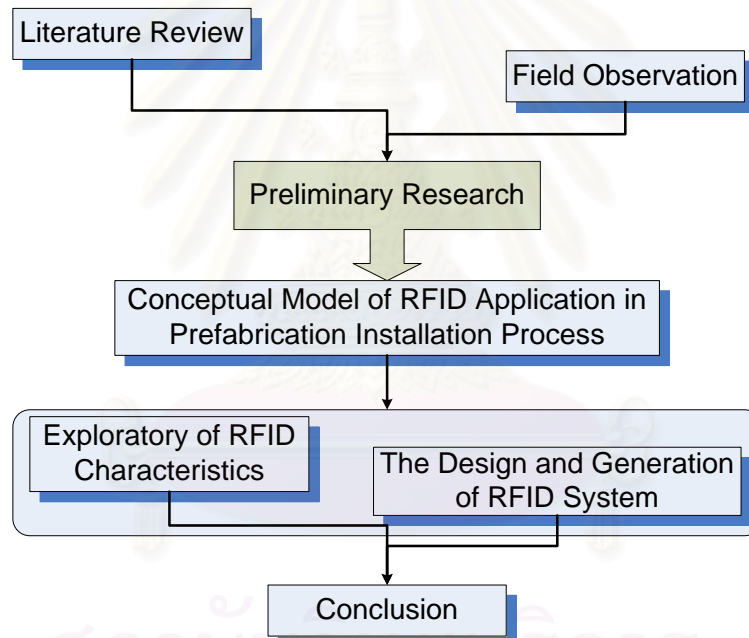 Literature Review
Field Observation
Preliminary Research
Conceptual Model of RFID Application in
Prefabrication Installation Process
Exploratory of RFID
Characteristics
The Design and Generation
of RFID System
Conclusion